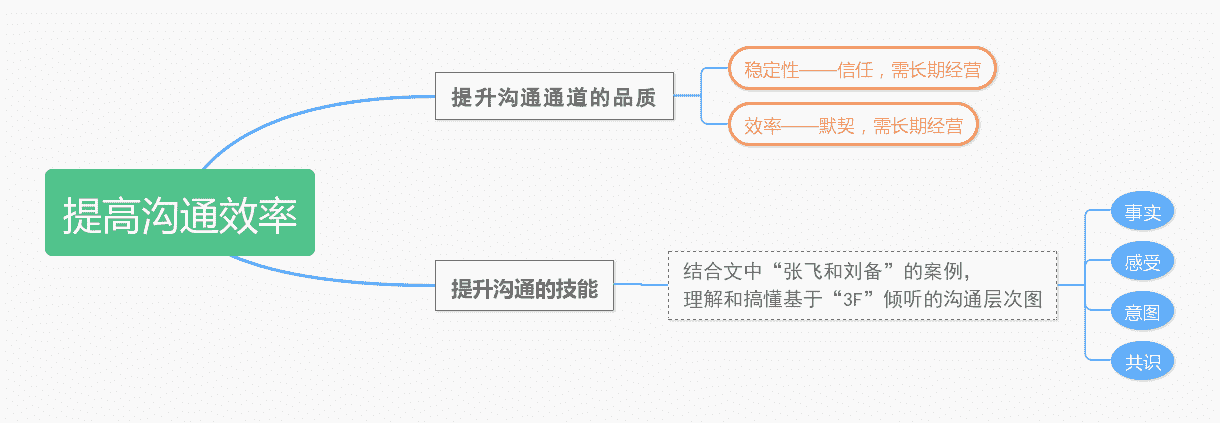 提高沟通效率
提升沟通通道的品质
稳定性——信任，需长期经营
效率——默契，需长期经营
提升沟通的技能
结合文中“张飞和刘备”的案例，
理解和搞懂基于“3F”倾听的沟通层次图
事实
感受
意图
共识